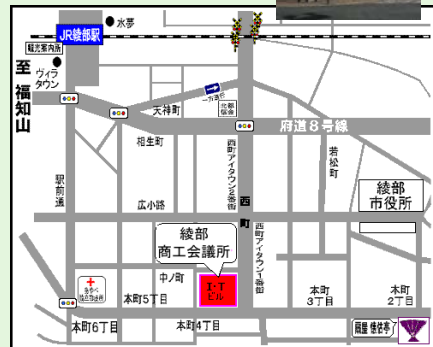 水夢
JR綾部駅
観光案内所
ヴィラ
タウン
至
福知山
天神町
一方通行
府道8号線
相生町
西町アイタウン2番街
若松町
駅前通
広小路
西町
綾部
市役所
綾部
商工会議所
西町アイタウン1番街
中ノ町
I・T
ビル
本町5丁目
本町
3丁目
本町
2丁目
本町6丁目
本町4丁目